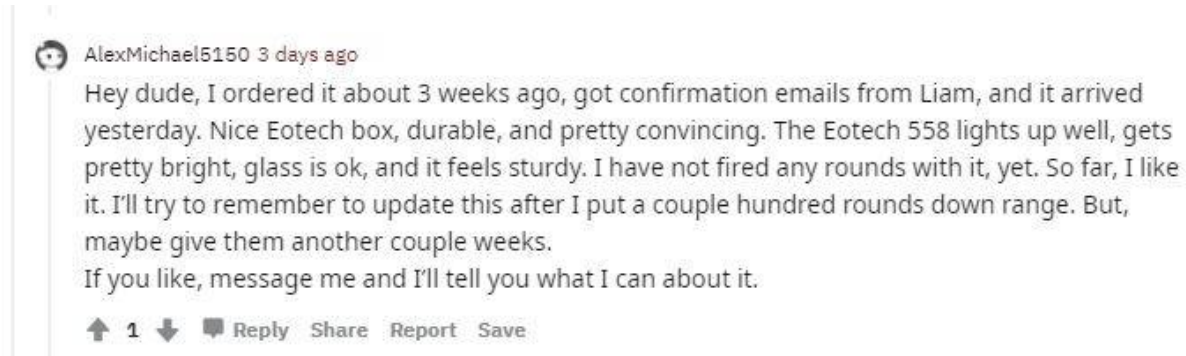 AlexMichael5150 3 days ago
Hey dude, I ordered it about 3 weeks ago, got confirmation emails from Liam, and it arrived
yesterday. Nice Eotech box, durable, and pretty convincing. The Eotech 558 lights up well, gets
pretty bright, glass is ok, and it feels sturdy. I have not fired any rounds with it, yet. So far, I like
it. I'll try to remember to update this after I put a couple hundred rounds down range. But,
maybe give them another couple weeks.
If you like, message me and I'll tell you what I can about it.
1 Reply Share Report Save